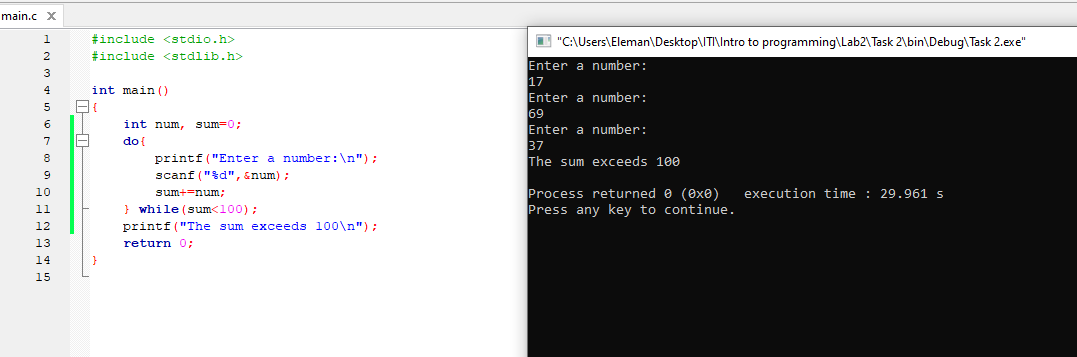 main.c X
1 #include <stdio.h>
2 #include <stdlib.h>
3
4 int main()
5 {
6 int num, sum=0;
7 do{
8 printf("Enter a number:\n");
9 scanf("%d",&num);
10 sum+=num;
11 } while(sum<100);
12 printf("The sum exceeds 100\n");
13 return 0;
14 }
15
"C:\Users\Eleman\Desktop\ITI\Intro to programming\Lab2\Task 2\bin\Debug\Task 2.exe"
Enter a number:
17
Enter a number:
69
Enter a number:
37
The sum exceeds 100
Process returned 0 (0x0)   execution time : 29.961 s
Press any key to continue.